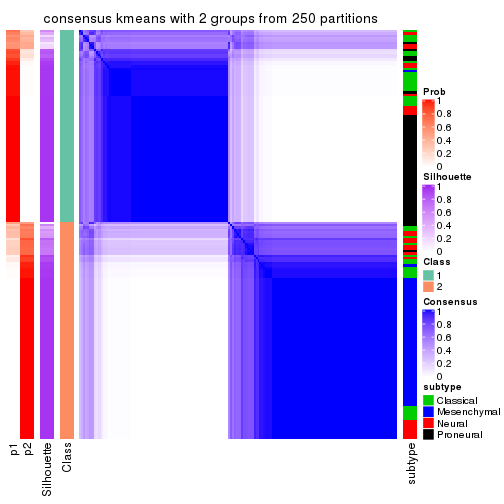 consensus kmeans with 2 groups from 250 partitions
Prob
1
0.8
0.6
0.4
0.2
0
Silhouette
1
0.8
0.6
0.4
0.2
0
Class
1
2
Consensus
1
0.8
0.6
0.4
0.2
0
subtype
Classical
Mesenchymal
Neural
Proneural
p1
p2
Silhouette
Class
subtype